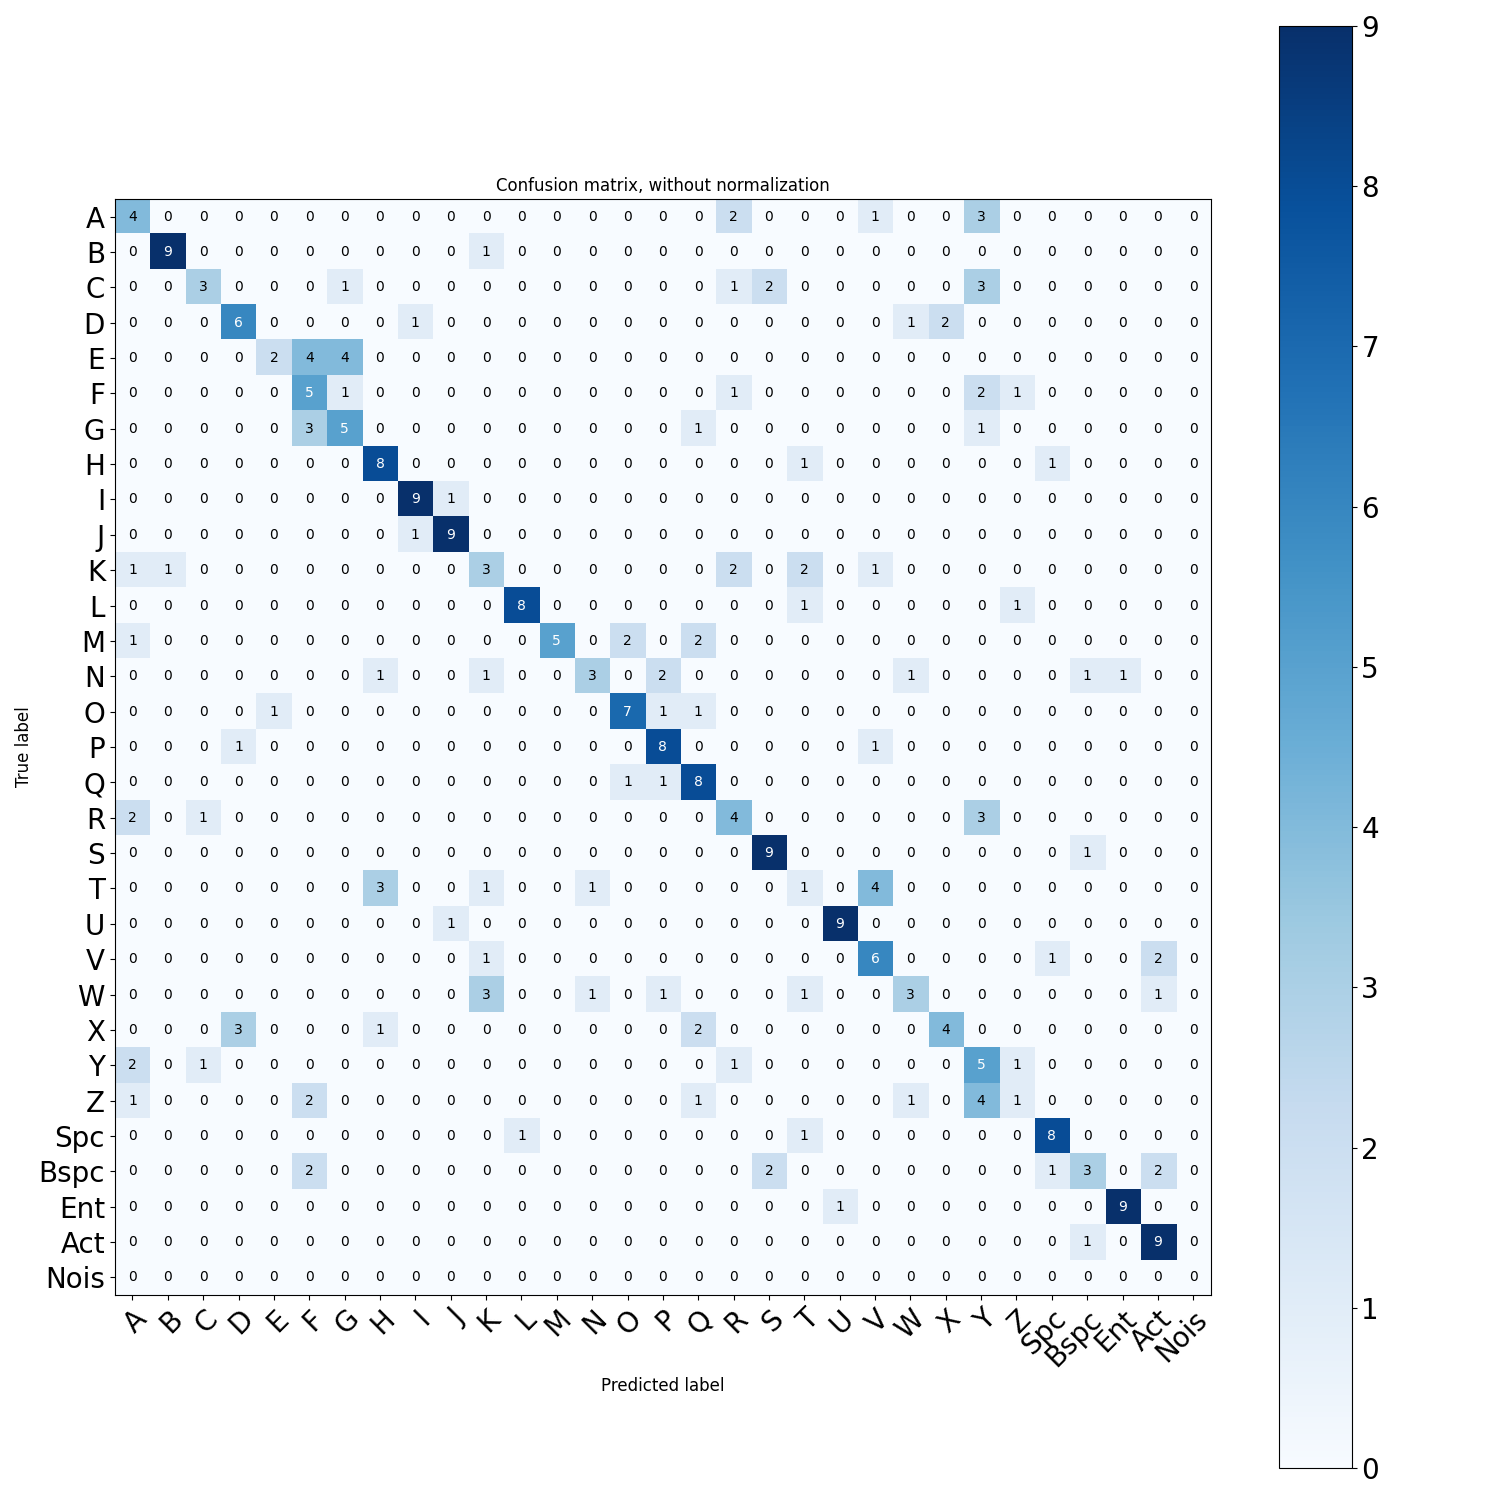 Confusion matrix, without normalization
A 4 0 0 0 0 0 0 0 0 0 0 0 0 0 0 0 0 2 0 0 0 1 0 0 3 0 0 0 0 0 0
B 0 9 0 0 0 0 0 0 0 0 1 0 0 0 0 0 0 0 0 0 0 0 0 0 0 0 0 0 0 0 0
C 0 0 3 0 0 0 1 0 0 0 0 0 0 0 0 0 0 1 2 0 0 0 0 0 3 0 0 0 0 0 0
D 0 0 0 6 0 0 0 0 1 0 0 0 0 0 0 0 0 0 0 0 0 0 1 2 0 0 0 0 0 0 0
E 0 0 0 0 2 4 4 0 0 0 0 0 0 0 0 0 0 0 0 0 0 0 0 0 0 0 0 0 0 0 0
F 0 0 0 0 0 5 1 0 0 0 0 0 0 0 0 0 0 1 0 0 0 0 0 0 2 1 0 0 0 0 0
G 0 0 0 0 0 3 5 0 0 0 0 0 0 0 0 0 1 0 0 0 0 0 0 0 1 0 0 0 0 0 0
H 0 0 0 0 0 0 0 8 0 0 0 0 0 0 0 0 0 0 0 1 0 0 0 0 0 0 1 0 0 0 0
I 0 0 0 0 0 0 0 0 9 1 0 0 0 0 0 0 0 0 0 0 0 0 0 0 0 0 0 0 0 0 0
J 0 0 0 0 0 0 0 0 1 9 0 0 0 0 0 0 0 0 0 0 0 0 0 0 0 0 0 0 0 0 0
K 1 1 0 0 0 0 0 0 0 0 3 0 0 0 0 0 0 2 0 2 0 1 0 0 0 0 0 0 0 0 0
L 0 0 0 0 0 0 0 0 0 0 0 8 0 0 0 0 0 0 0 1 0 0 0 0 0 1 0 0 0 0 0
M 1 0 0 0 0 0 0 0 0 0 0 0 5 0 2 0 2 0 0 0 0 0 0 0 0 0 0 0 0 0 0
N 0 0 0 0 0 0 0 1 0 0 1 0 0 3 0 2 0 0 0 0 0 0 1 0 0 0 0 1 1 0 0
O 0 0 0 0 1 0 0 0 0 0 0 0 0 0 7 1 1 0 0 0 0 0 0 0 0 0 0 0 0 0 0
P 0 0 0 1 0 0 0 0 0 0 0 0 0 0 0 8 0 0 0 0 0 1 0 0 0 0 0 0 0 0 0
Q 0 0 0 0 0 0 0 0 0 0 0 0 0 0 1 1 8 0 0 0 0 0 0 0 0 0 0 0 0 0 0
R 2 0 1 0 0 0 0 0 0 0 0 0 0 0 0 0 0 4 0 0 0 0 0 0 3 0 0 0 0 0 0
S 0 0 0 0 0 0 0 0 0 0 0 0 0 0 0 0 0 0 9 0 0 0 0 0 0 0 0 1 0 0 0
T 0 0 0 0 0 0 0 3 0 0 1 0 0 1 0 0 0 0 0 1 0 4 0 0 0 0 0 0 0 0 0
U 0 0 0 0 0 0 0 0 0 1 0 0 0 0 0 0 0 0 0 0 9 0 0 0 0 0 0 0 0 0 0
V 0 0 0 0 0 0 0 0 0 0 1 0 0 0 0 0 0 0 0 0 0 6 0 0 0 0 1 0 0 2 0
W 0 0 0 0 0 0 0 0 0 0 3 0 0 1 0 1 0 0 0 1 0 0 3 0 0 0 0 0 0 1 0
X 0 0 0 3 0 0 0 1 0 0 0 0 0 0 0 0 2 0 0 0 0 0 0 4 0 0 0 0 0 0 0
Y 2 0 1 0 0 0 0 0 0 0 0 0 0 0 0 0 0 1 0 0 0 0 0 0 5 1 0 0 0 0 0
Z 1 0 0 0 0 2 0 0 0 0 0 0 0 0 0 0 1 0 0 0 0 0 1 0 4 1 0 0 0 0 0
Spc 0 0 0 0 0 0 0 0 0 0 0 1 0 0 0 0 0 0 0 1 0 0 0 0 0 0 8 0 0 0 0
Bspc 0 0 0 0 0 2 0 0 0 0 0 0 0 0 0 0 0 0 2 0 0 0 0 0 0 0 1 3 0 2 0
Ent 0 0 0 0 0 0 0 0 0 0 0 0 0 0 0 0 0 0 0 0 1 0 0 0 0 0 0 0 9 0 0
Act 0 0 0 0 0 0 0 0 0 0 0 0 0 0 0 0 0 0 0 0 0 0 0 0 0 0 0 1 0 9 0
Nois 0 0 0 0 0 0 0 0 0 0 0 0 0 0 0 0 0 0 0 0 0 0 0 0 0 0 0 0 0 0 0
A B C D E F G H I J K L M N O P Q R S T U V W X Y Z Spc Bspc Ent Act Nois
Predicted label
True label
9
8
7
6
5
4
3
2
1
0